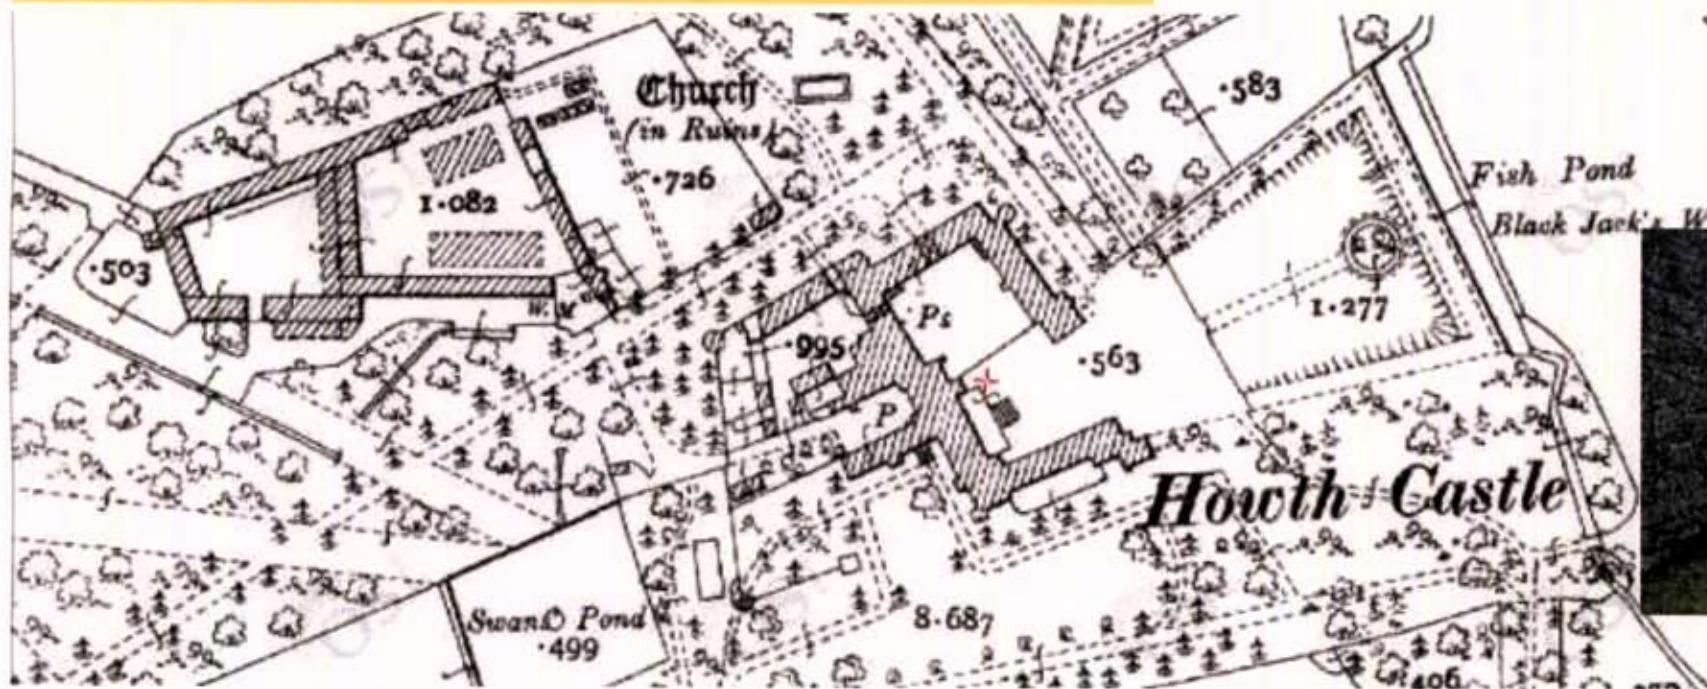 Church
(in Ruins)
·583
·726
1·082
Fish Pond
Black Jack's W
·503
W. M.
Ps
1·277
·995
·563
P
Howth Castle
Swan Pond
·499
8·687
406